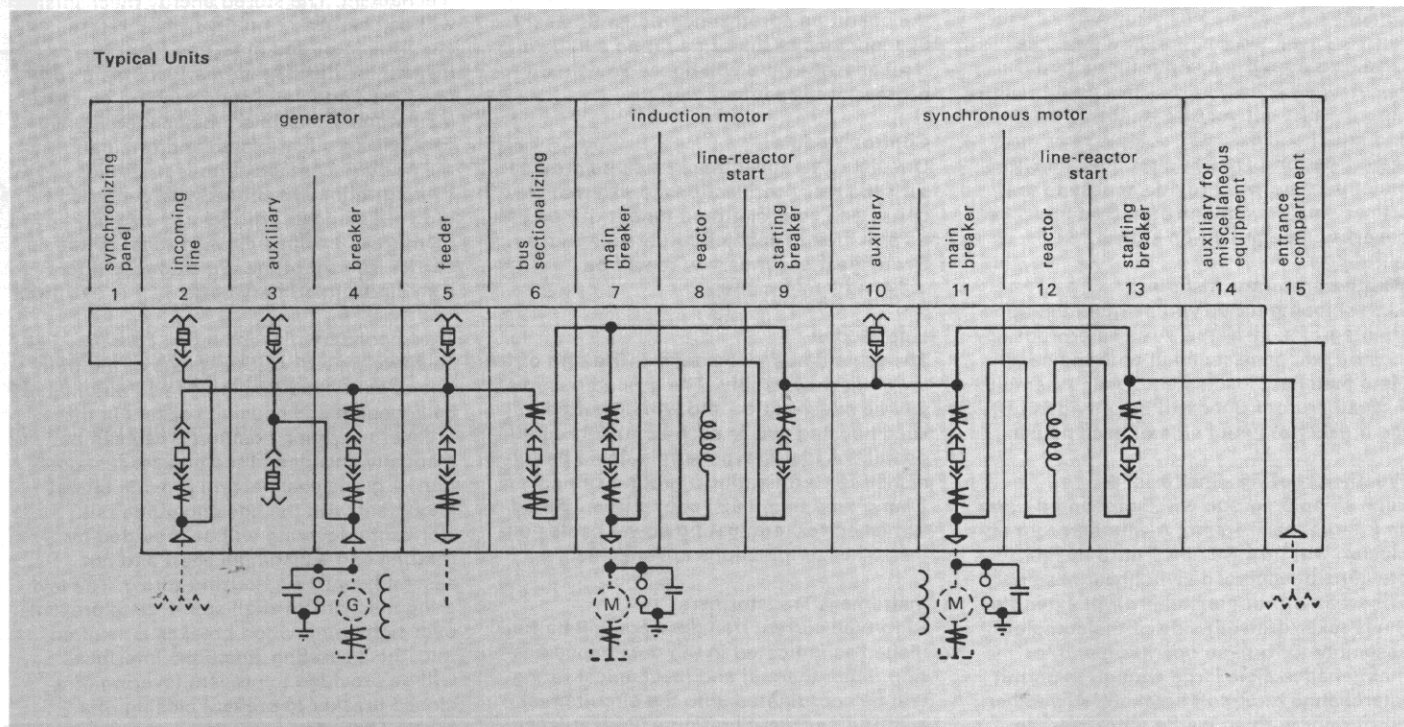 Typical Units
generator
induction motor
synchronous motor
line-reactor
start
line-reactor
start
synchronizing
panel
incoming
line
auxiliary
breaker
feeder
bus
sectionalizing
main
breaker
reactor
starting
breaker
auxiliary
main
breaker
reactor
starting
breaker
auxiliary for
miscallaneous
equipment
entrance
compartment
1 2 3 4 5 6 7 8 9 10 11 12 13 14 15
G
M
M